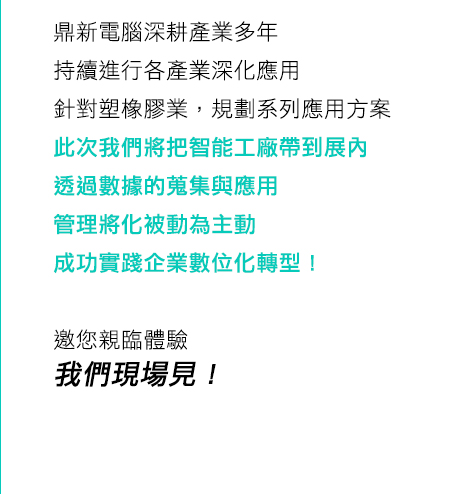 鼎新電腦深耕產業多年
持續進行各產業深化應用
針對塑橡膠業，規劃系列應用方案
此次我們將把智能工廠帶到展內
透過數據的蒐集與應用
管理將化被動為主動
成功實踐企業數位化轉型！
邀您親臨體驗
我們現場見！